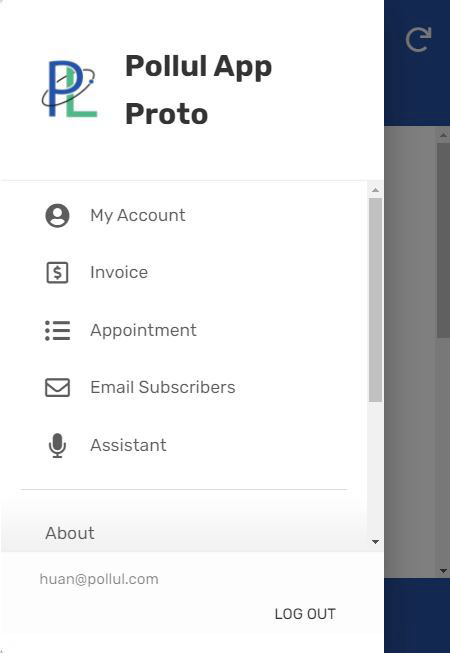 PL
Pollul App
Proto
My Account
Invoice
Appointment
Email Subscribers
Assistant
About
huan@pollul.com
LOG OUT